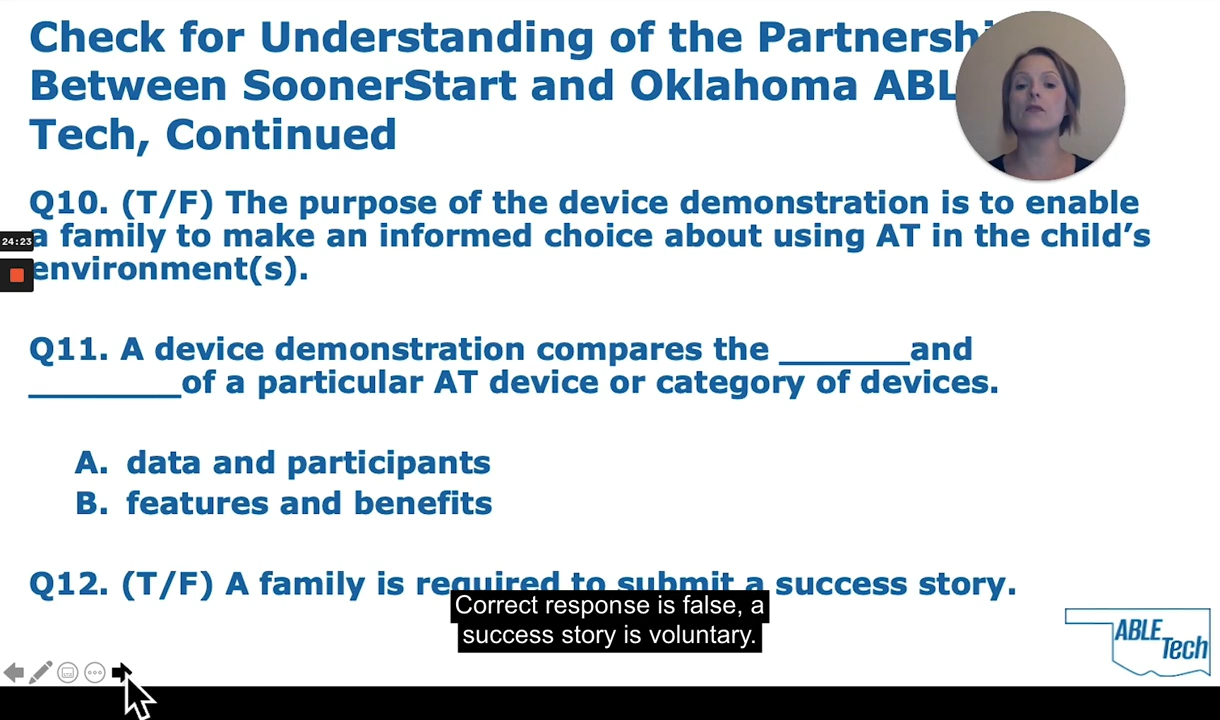 Check for Understanding of the Partnershi
Between SoonerStart and Oklahoma ABL
Tech, Continued
Q10. (T/F) The purpose of the device demonstration is to enable
24:23
a family to make an informed choice about using AT in the child’s
environment(s).
Q11. A device demonstration compares the _______and
________of a particular AT device or category of devices.
A. data and participants
B. features and benefits
Q12. (T/F) A family is required to submit a success story.
Correct response is false, a
success story is voluntary.
ABLE
Tech